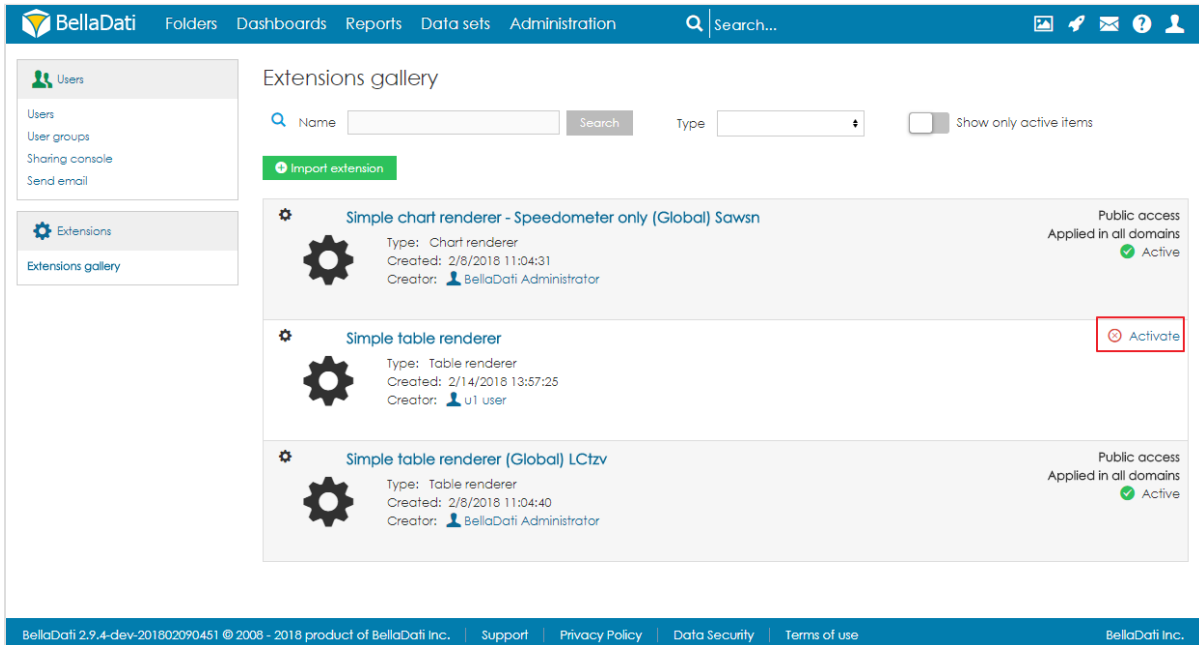 BellaDati Folders Dashboards Reports Data sets Administration Search...
Users
Users
User groups
Sharing console
Send email
Extensions
Extensions gallery
Extensions gallery
Name Search Type Show only active items
Import extension
Simple chart renderer - Speedometer only (Global) Sawsn
Type: Chart renderer
Created: 2/8/2018 11:04:31
Creator: BellaDati Administrator
Public access
Applied in all domains
Active
Simple table renderer
Type: Table renderer
Created: 2/14/2018 13:57:25
Creator: u1 user
Activate
Simple table renderer (Global) LCtzv
Type: Table renderer
Created: 2/8/2018 11:04:40
Creator: BellaDati Administrator
Public access
Applied in all domains
Active
BellaDati 2.9.4-dev-201802090451 © 2008 - 2018 product of BellaDati Inc. Support Privacy Policy Data Security Terms of use BellaDati Inc.